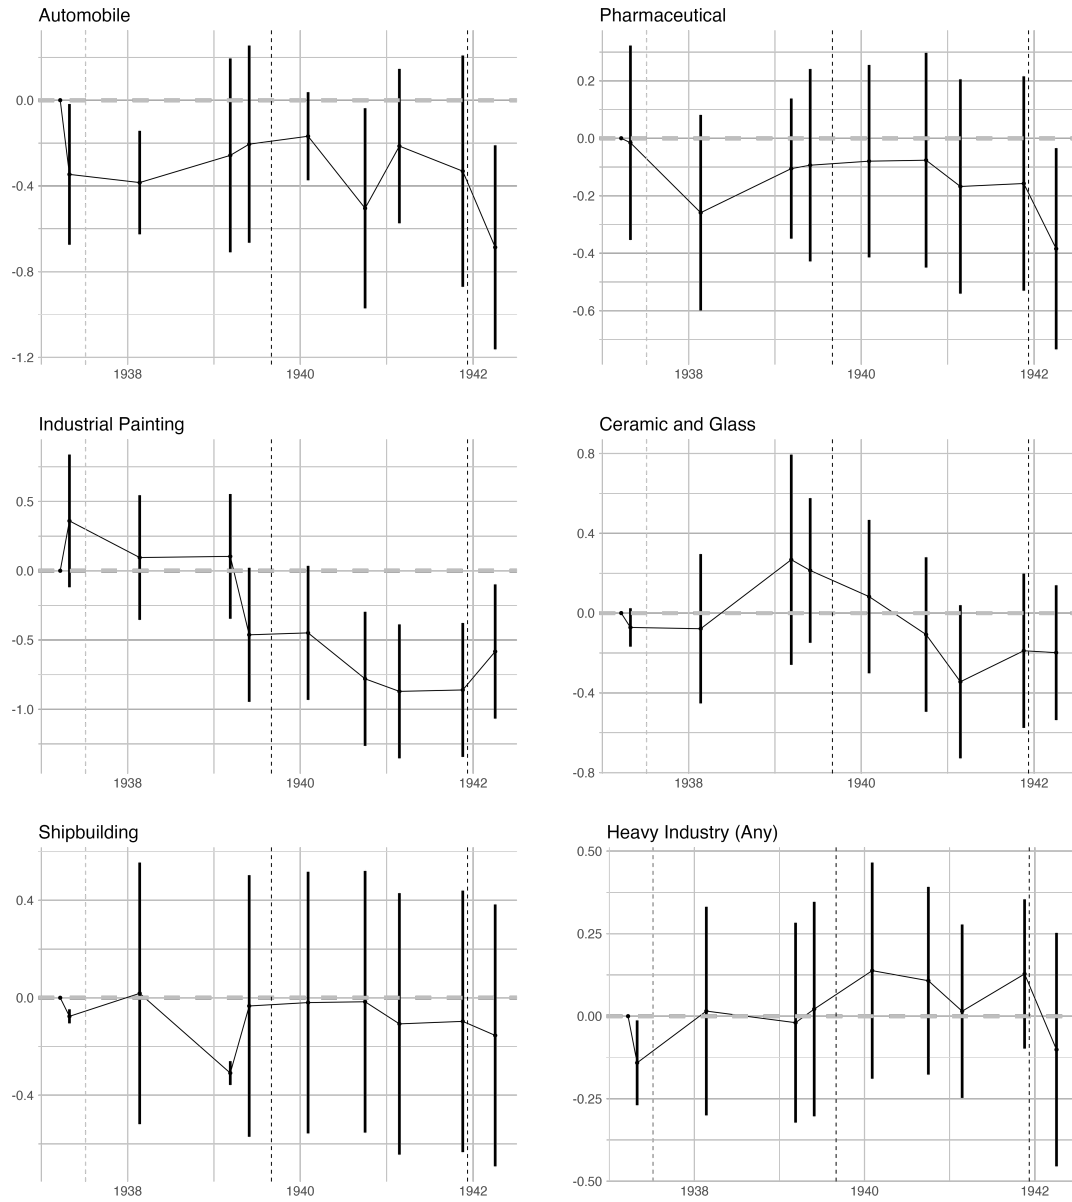 Automobile
0.0
-0.4
-0.8
-1.2
1938 1940 1942
Pharmaceutical
0.2
0.0
-0.2
-0.4
-0.6
1938 1940 1942
Industrial Painting
0.5
0.0
-0.5
-1.0
1938 1940 1942
Ceramic and Glass
0.8
0.4
0.0
-0.4
-0.8
1938 1940 1942
Shipbuilding
0.4
0.0
-0.4
1938 1940 1942
Heavy Industry (Any)
0.50
0.25
0.00
-0.25
-0.50
1938 1940 1942